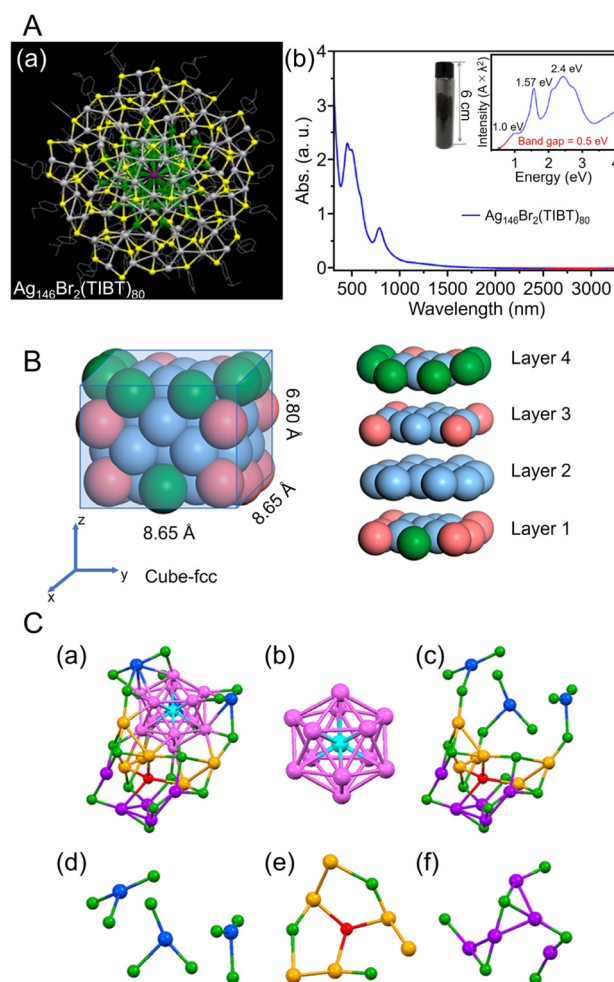 A
(a)
Ag146Br2(TIBT)80
(b)
4
3
2
1
0
Abs. (a. u.)
500
1000
1500
2000
2500
3000
Wavelength (nm)
Ag146Br2(TIBT)80
6 cm
Intensity (A × λ²)
1.0 eV
1.57 eV
2.4 eV
Band gap = 0.5 eV
1
2
3
4
Energy (eV)
B
6.80 Å
8.65 Å
8.65 Å
z
y
x
Cube-fcc
Layer 4
Layer 3
Layer 2
Layer 1
C
(a)
(b)
(c)
(d)
(e)
(f)